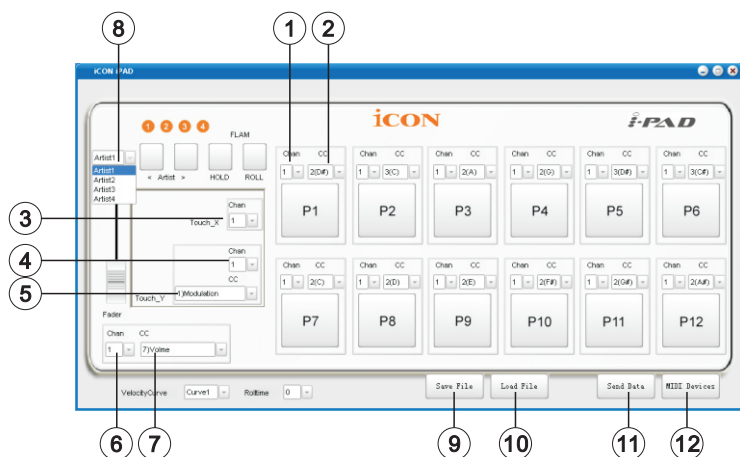 8 1 2
iCON iPAD
1 2 3 4
FLAM
iCON
i-PAD
Artist1
Artist1
Artist2
Artist3
Artist4
< Artist > HOLD ROLL
Chan CC Chan CC Chan CC Chan CC Chan CC Chan CC
1 2(D#) 1 3(C) 1 2(A) 1 2(G) 1 3(D#) 1 3(C#)
P1 P2 P3 P4 P5 P6
3
Chan
1
Touch_X
4
Chan
1
CC
5
1)Modulation
Touch_Y
Chan CC Chan CC Chan CC Chan CC Chan CC Chan CC
1 2(C) 1 2(D) 1 2(E) 1 2(F#) 1 2(G#) 1 2(A#)
P7 P8 P9 P10 P11 P12
Fader
Chan CC
1 7)Volme
VelocityCurve Curve1 Rolltime 0
Save File Load File Send Data MIDI Devices
6 7 9 10 11 12